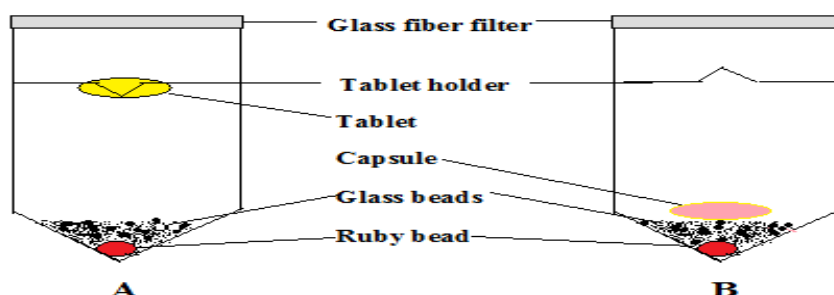 Glass fiber filter
Tablet holder
Tablet
Capsule
Glass beads
Ruby bead
A
B